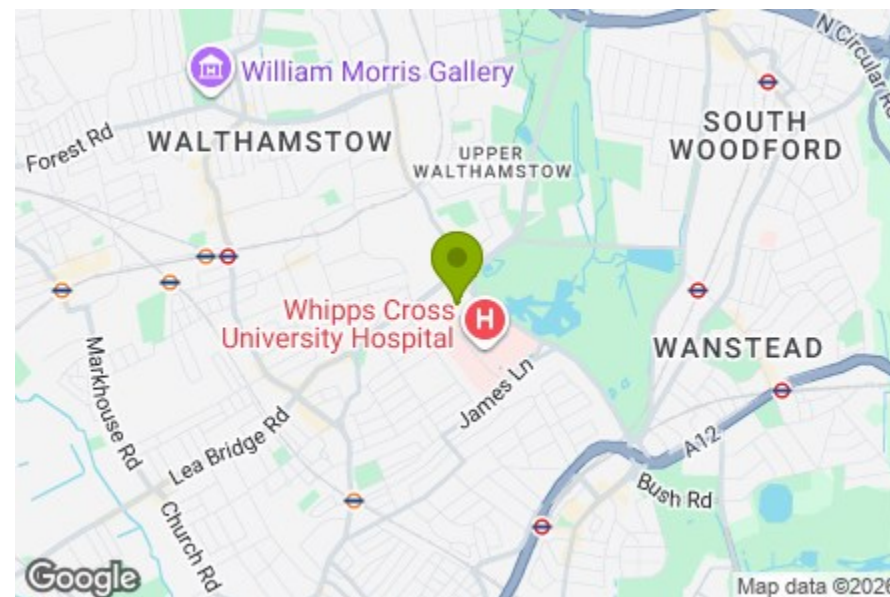 William Morris Gallery
N Circular Rd
Forest Rd
WALTHAMSTOW
UPPER
WALTHAMSTOW
SOUTH
WOODFORD
Whipps Cross
University Hospital
H
WANSTEAD
Markhouse Rd
James Ln
Lea Bridge Rd
A12
Bush Rd
Church Rd
Google
Map data ©2026